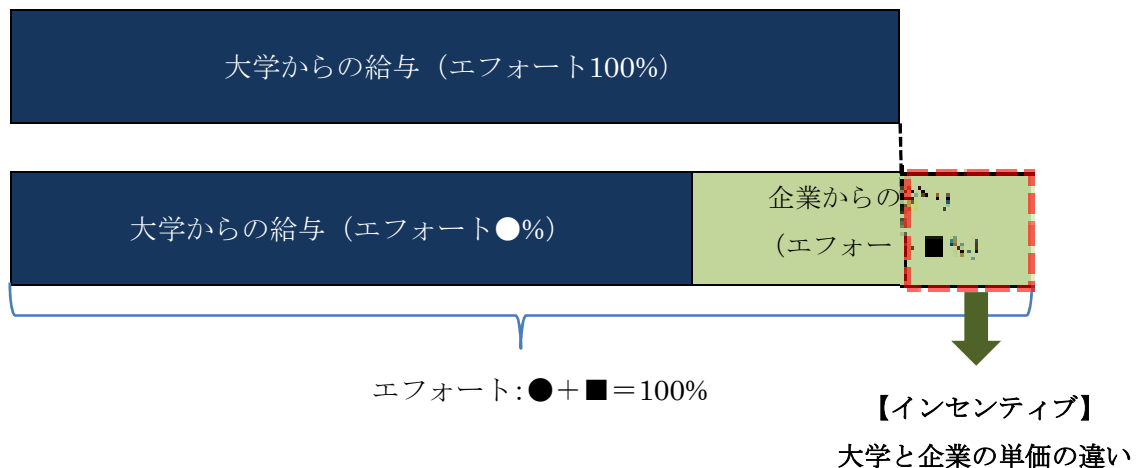 大学からの給与（エフォート100%）
大学からの給与（エフォート●%）
企業からの
（エフォー
■
エフォート:●＋■＝100%
【インセンティブ】
大学と企業の単価の違い